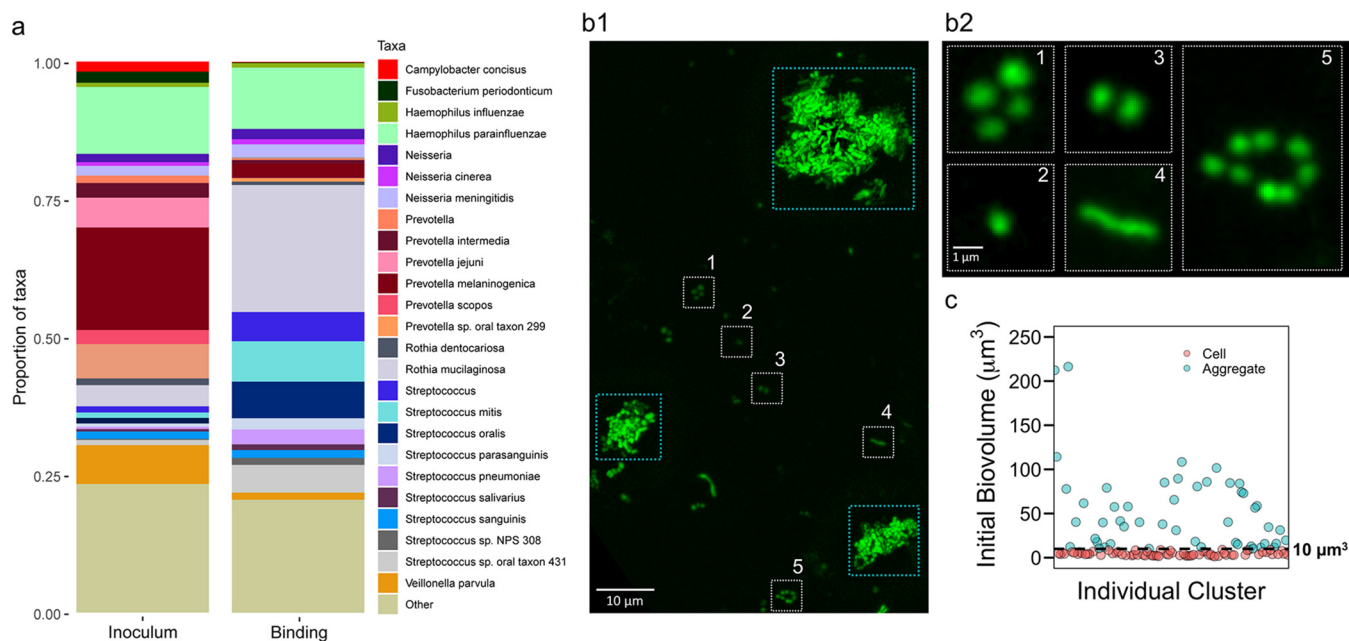 a
Proportion of taxa
1.00
0.75
0.50
0.25
0.00
Inoculum
Binding
Taxa
Campylobacter concisus
Fusobacterium periodonticum
Haemophilus influenzae
Haemophilus parainfluenzae
Neisseria
Neisseria cinerea
Neisseria meningitidis
Prevotella
Prevotella intermedia
Prevotella jejuni
Prevotella melaninogenica
Prevotella scopos
Prevotella sp. oral taxon 299
Rothia dentocariosa
Rothia mucilaginosa
Streptococcus
Streptococcus mitis
Streptococcus oralis
Streptococcus parasanguinis
Streptococcus pneumoniae
Streptococcus salivarius
Streptococcus sanguinis
Streptococcus sp. NPS 308
Streptococcus sp. oral taxon 431
Veillonella parvula
Other
b1
1
2
3
4
5
10 µm
b2
1
3
5
2
4
1 µm
c
Initial Biovolume (µm³)
250
200
150
100
50
0
Cell
Aggregate
10 µm³
Individual Cluster